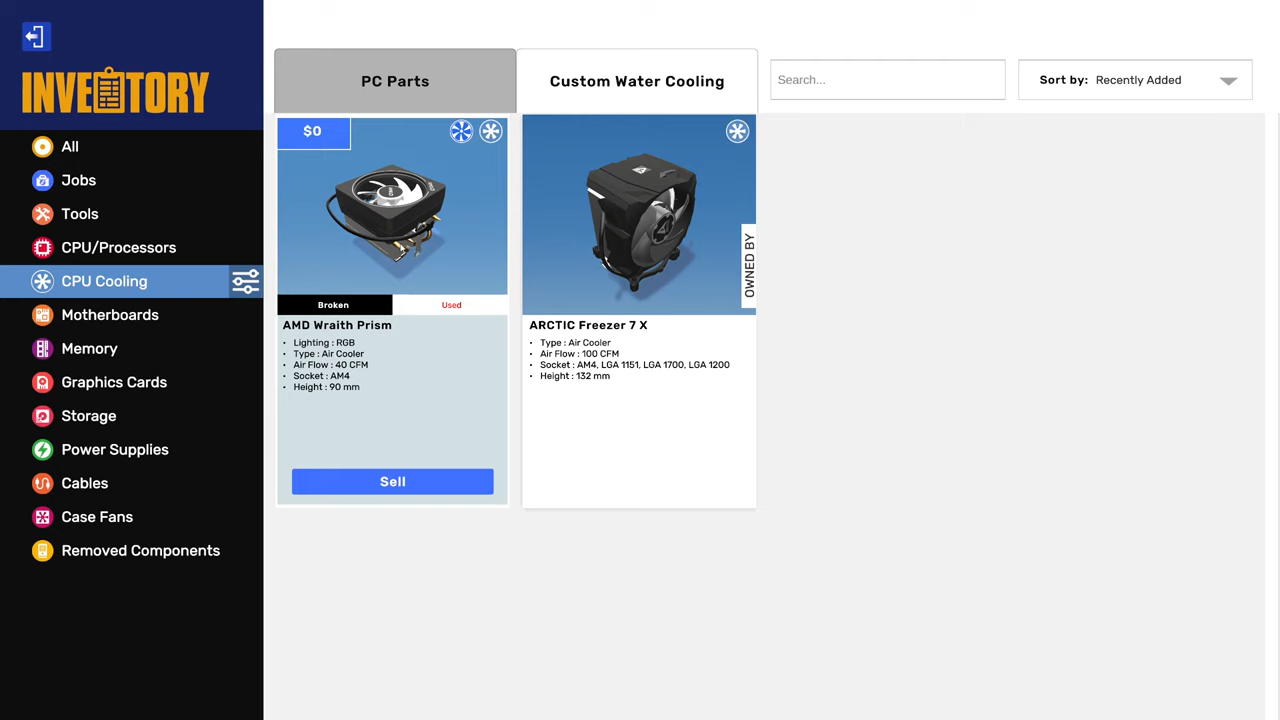 INVENTORY
All
Jobs
Tools
CPU/Processors
CPU Cooling
Motherboards
Memory
Graphics Cards
Storage
Power Supplies
Cables
Case Fans
Removed Components
PC Parts
Custom Water Cooling
Search...
Sort by: Recently Added
$0
Broken
Used
AMD Wraith Prism
• Lighting : RGB
• Type : Air Cooler
• Air Flow : 40 CFM
• Socket : AM4
• Height : 90 mm
Sell
OWNED BY
ARCTIC Freezer 7 X
• Type : Air Cooler
• Air Flow : 100 CFM
• Socket : AM4, LGA 1151, LGA 1700, LGA 1200
• Height : 132 mm